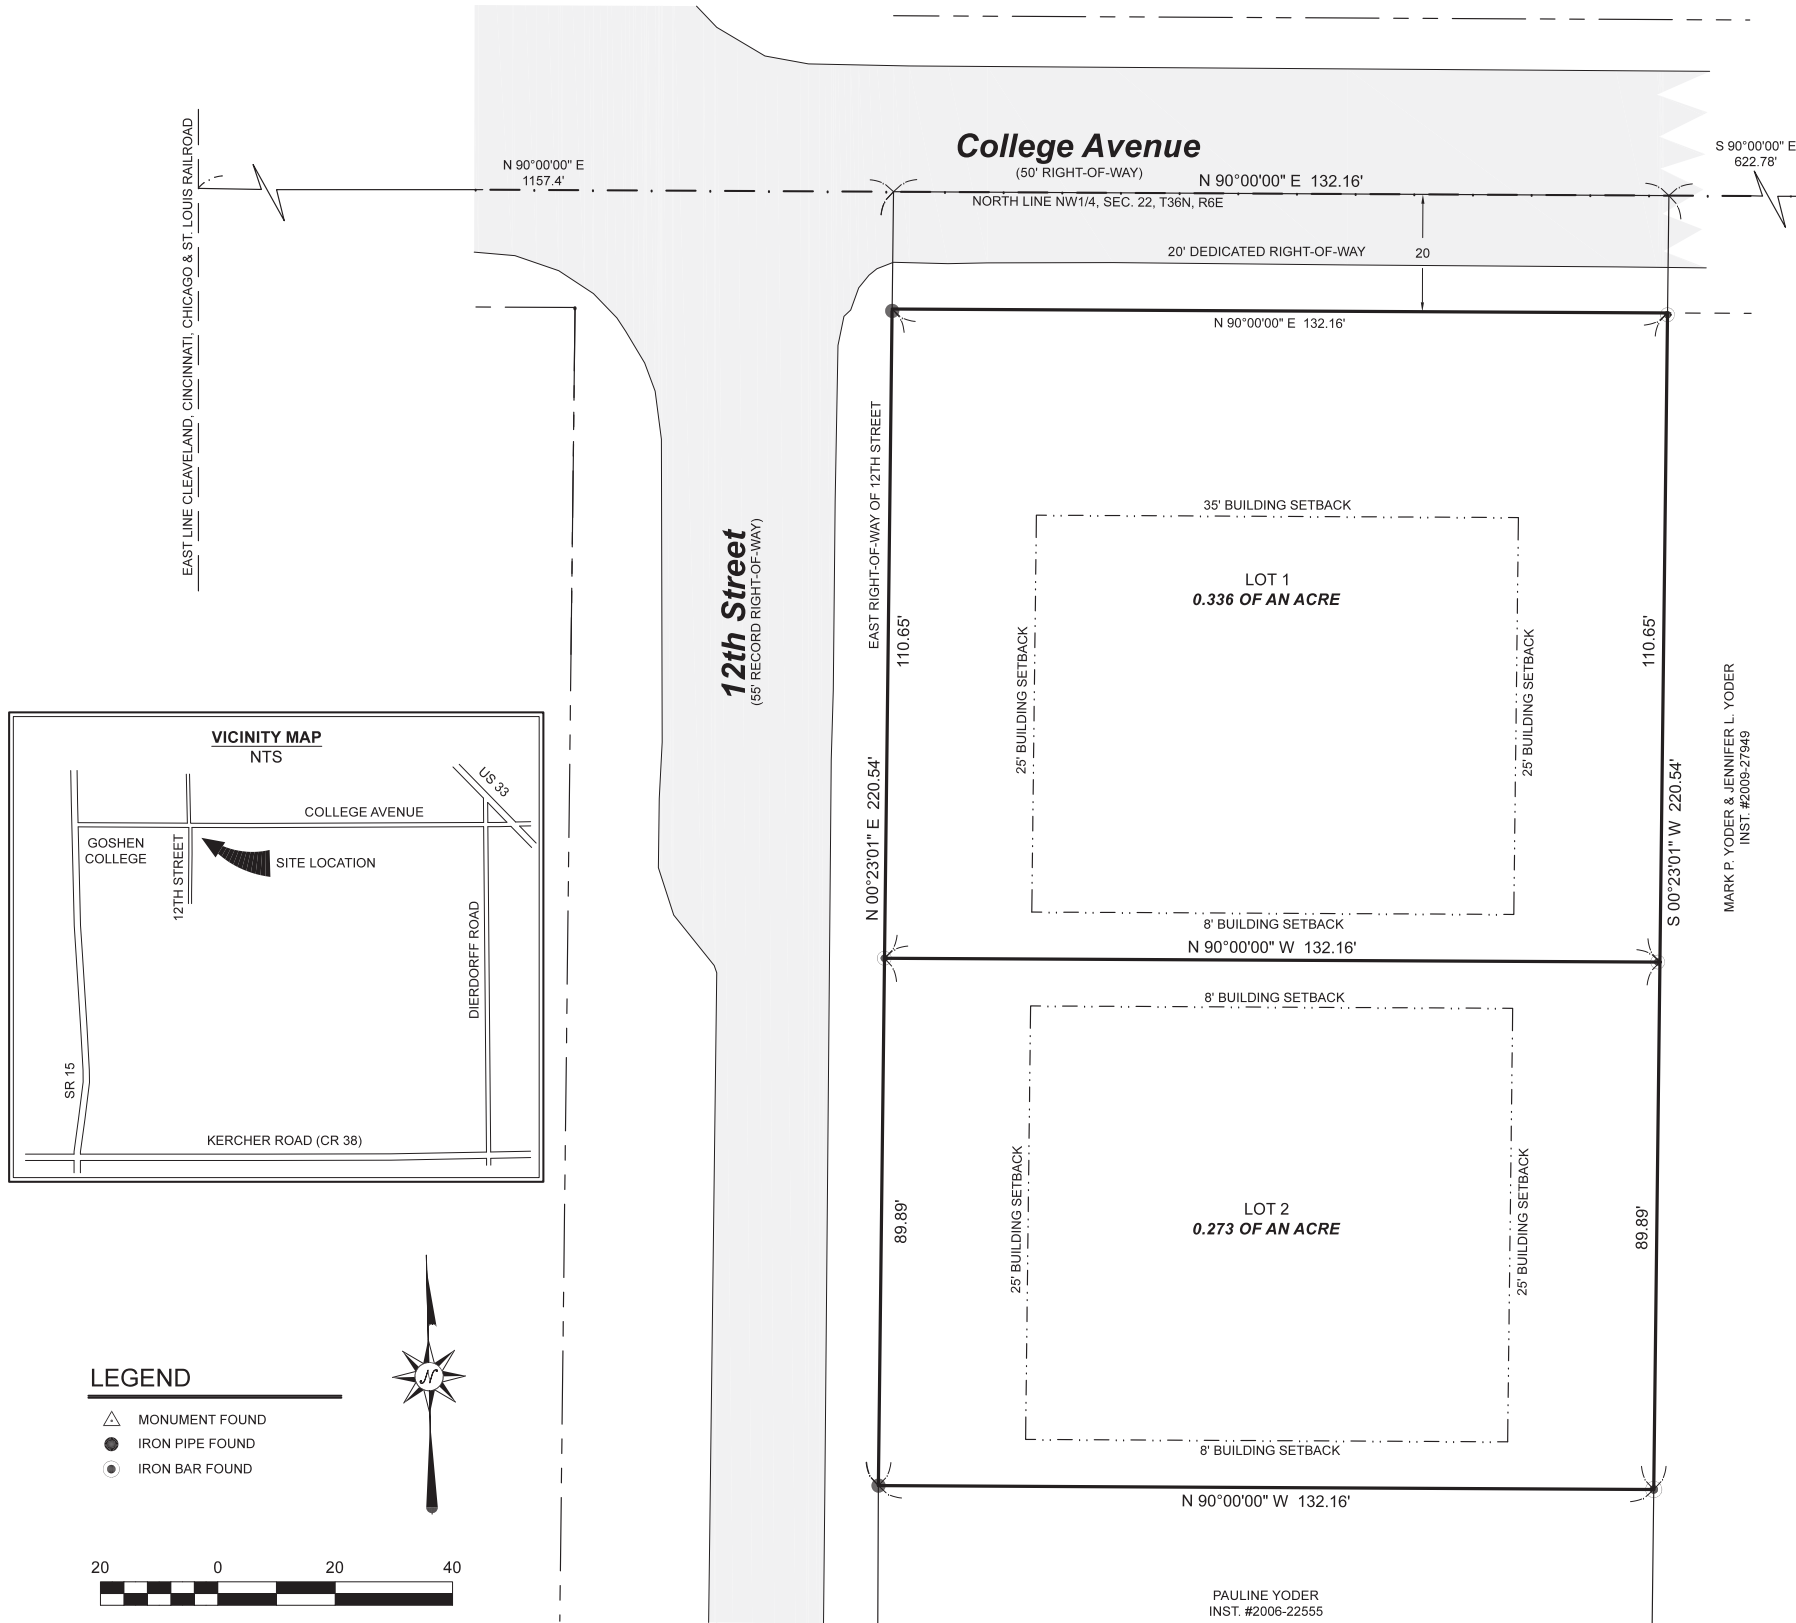 College Avenue
(50' RIGHT-OF-WAY)
N 90°00'00" E
1157.4'
N 90°00'00" E 132.16'
S 90°00'00" E
622.78'
NORTH LINE NW1/4, SEC. 22, T36N, R6E
20' DEDICATED RIGHT-OF-WAY
20
EAST LINE CLEAVELAND, CINCINNATI, CHICAGO & ST. LOUIS RAILROAD
N 90°00'00" E 132.16'
EAST RIGHT-OF-WAY OF 12TH STREET
12th Street
(55' RECORD RIGHT-OF-WAY)
35' BUILDING SETBACK
LOT 1
0.336 OF AN ACRE
110.65'
110.65'
25' BUILDING SETBACK
25' BUILDING SETBACK
N 00°23'01" E 220.54'
S 00°23'01" W 220.54'
MARK P. YODER & JENNIFER L. YODER
INST. #2009-27949
8' BUILDING SETBACK
N 90°00'00" W 132.16'
8' BUILDING SETBACK
LOT 2
0.273 OF AN ACRE
89.89'
89.89'
25' BUILDING SETBACK
25' BUILDING SETBACK
8' BUILDING SETBACK
N 90°00'00" W 132.16'
PAULINE YODER
INST. #2006-22555
VICINITY MAP
NTS
US 33
COLLEGE AVENUE
GOSHEN
COLLEGE
12TH STREET
SITE LOCATION
DIERDORFF ROAD
SR 15
KERCHER ROAD (CR 38)
N
LEGEND
MONUMENT FOUND
IRON PIPE FOUND
IRON BAR FOUND
20 0 20 40